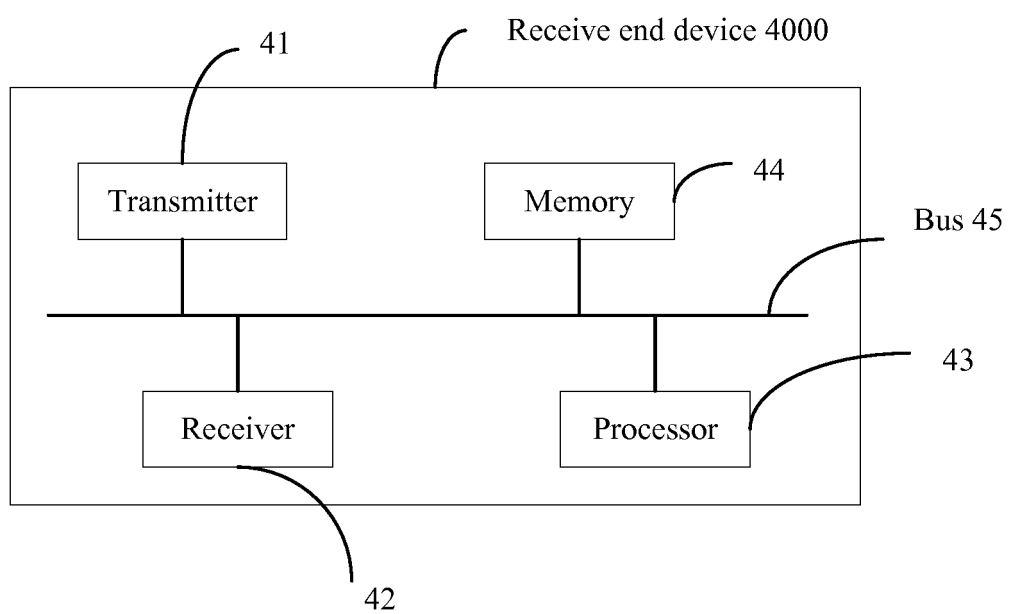 Receive end device 4000
41
Transmitter
Memory
44
Bus 45
43
Receiver
Processor
42